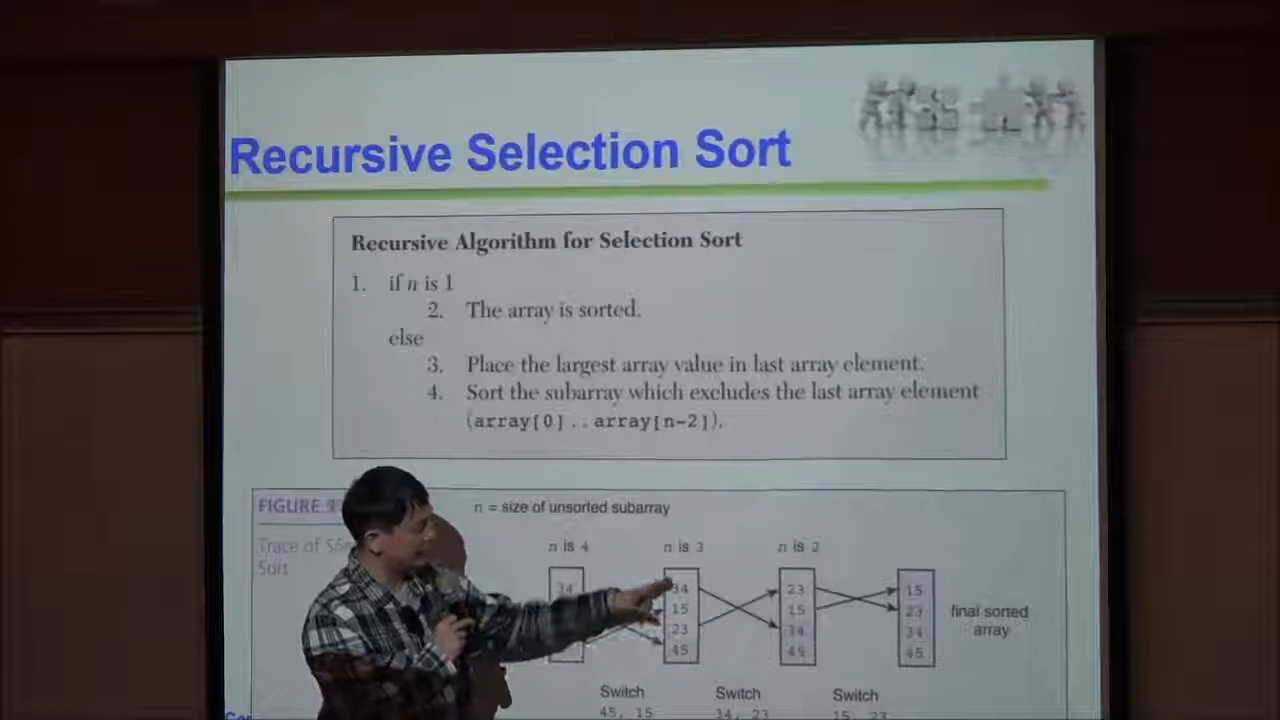 Recursive Selection Sort
Recursive Algorithm for Selection Sort
1. if n is 1
2. The array is sorted.
else
3. Place the largest array value in last array element.
4. Sort the subarray which excludes the last array element
(array[0]..array[n-2]).
FIGURE
n = size of unsorted subarray
Trace of
Sort
n is 4
n is 3
n is 2
34
34
15
23
45
23
15
34
45
15
23
34
45
final sorted
array
Switch
45, 15
Switch
34, 23
Switch
15, 23